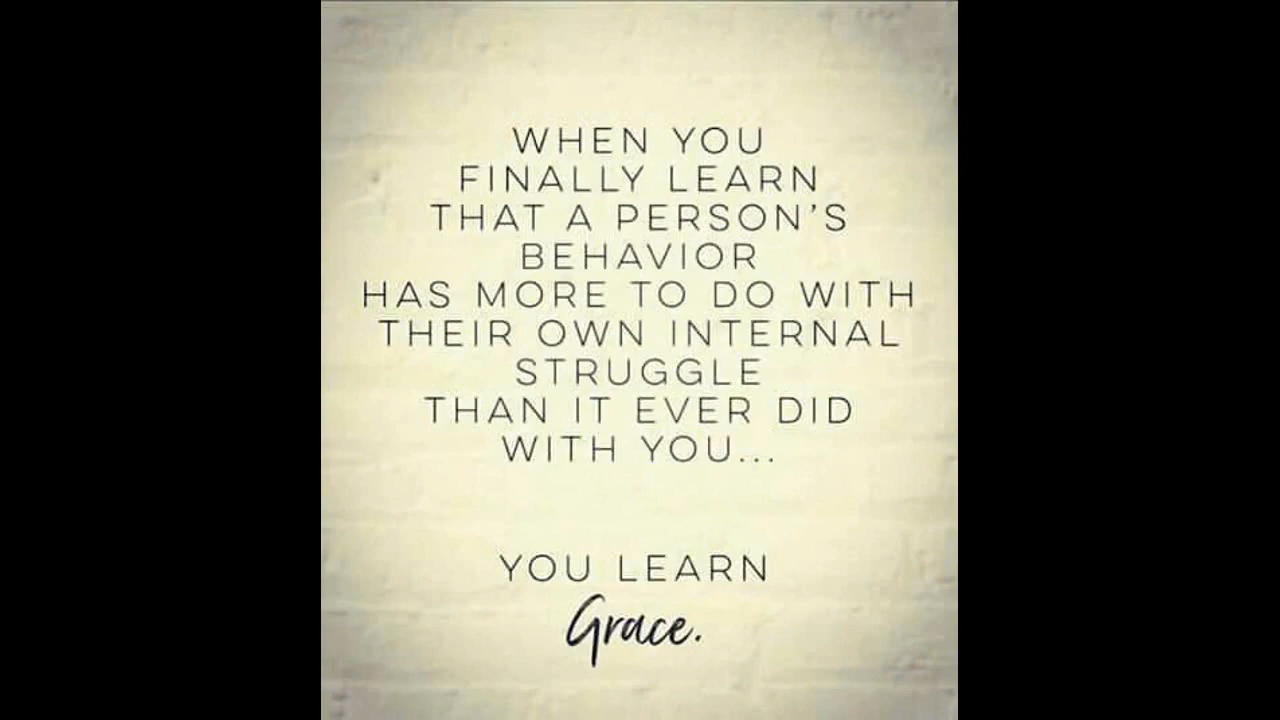 WHEN YOU
FINALLY LEARN
THAT A PERSON'S
BEHAVIOR
HAS MORE TO DO WITH
THEIR OWN INTERNAL
STRUGGLE
THAN IT EVER DID
WITH YOU...
YOU LEARN
Grace.